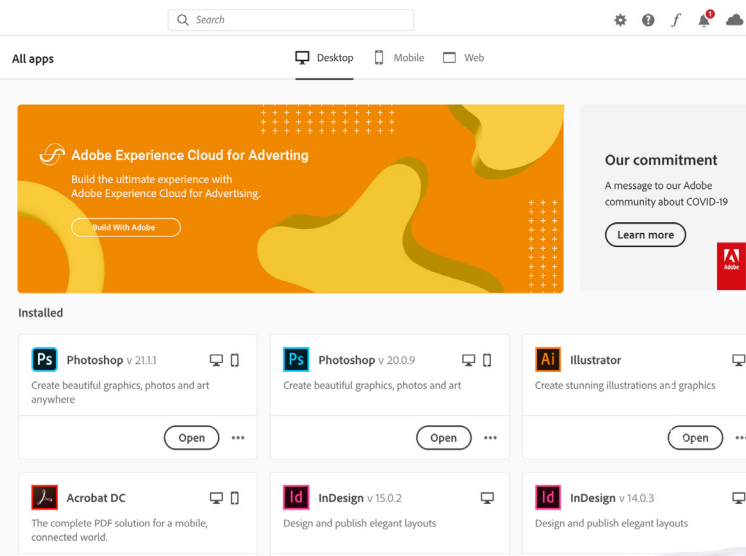 Search
1
All apps
Desktop
Mobile
Web
Adobe Experience Cloud for Adverting
Build the ultimate experience with
Adobe Experience Cloud for Advertising.
Build With Adobe
Our commitment
A message to our Adobe
community about COVID-19
Learn more
Adobe
Installed
Ps Photoshop v 21.1.1
Create beautiful graphics, photos and art
anywhere
Open
Ps Photoshop v 20.0.9
Create beautiful graphics, photos and art
Open
Ai Illustrator
Create stunning illustrations and graphics
Open
Acrobat DC
The complete PDF solution for a mobile,
connected world.
Id InDesign v 15.0.2
Design and publish elegant layouts
Id InDesign v 14.0.3
Design and publish elegant layouts